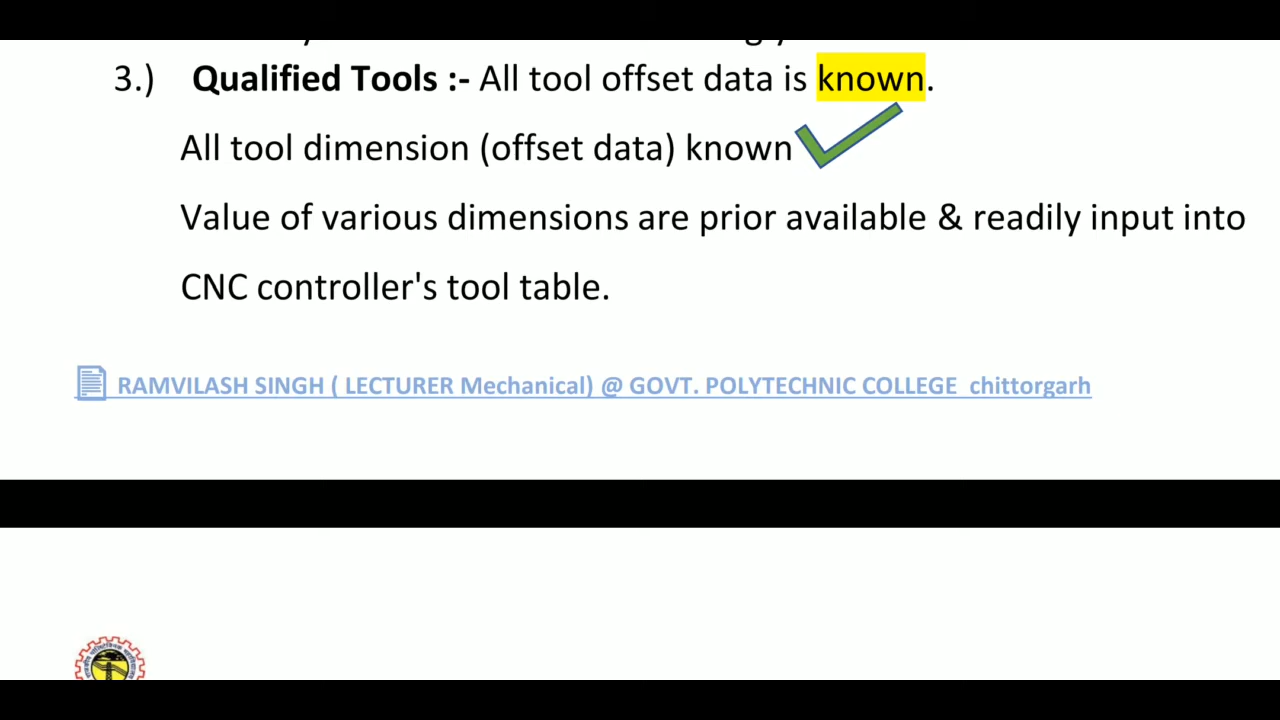 3.) Qualified Tools :- All tool offset data is known.
All tool dimension (offset data) known
Value of various dimensions are prior available & readily input into
CNC controller's tool table.
RAMVILASH SINGH ( LECTURER Mechanical) @ GOVT. POLYTECHNIC COLLEGE chittorgarh